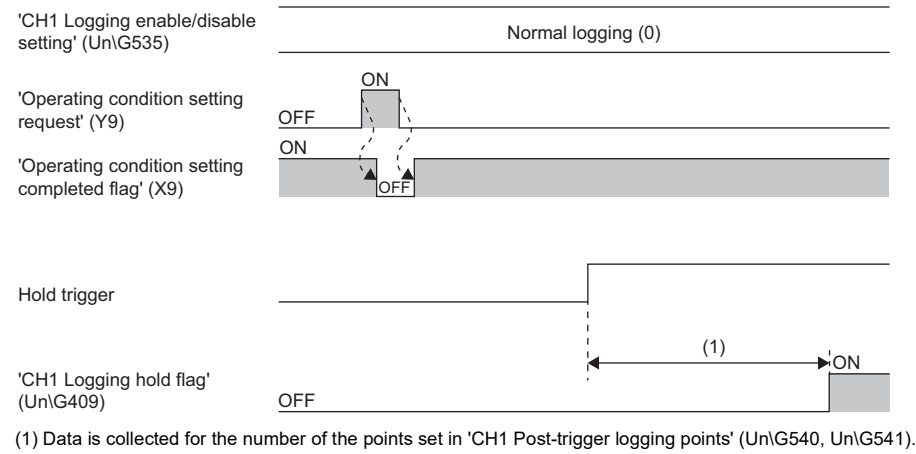 'CH1 Logging enable/disable
setting' (Un\G535)
Normal logging (0)
ON
'Operating condition setting
request' (Y9)
OFF
ON
'Operating condition setting
completed flag' (X9)
OFF
Hold trigger
(1)
ON
'CH1 Logging hold flag'
(Un\G409)
OFF
(1) Data is collected for the number of the points set in 'CH1 Post-trigger logging points' (Un\G540, Un\G541).